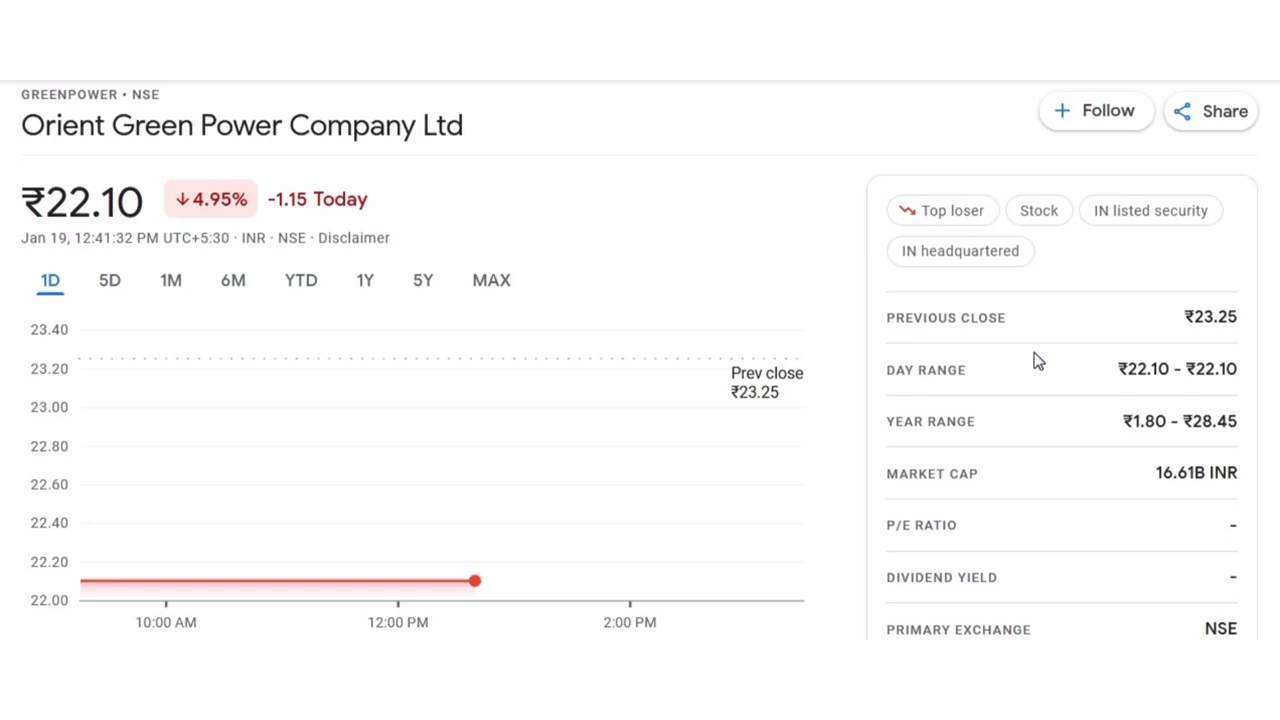 GREENPOWER • NSE
Orient Green Power Company Ltd
Follow
Share
₹22.10
4.95%
-1.15 Today
Jan 19, 12:41:32 PM UTC+5:30 · INR · NSE · Disclaimer
1D 5D 1M 6M YTD 1Y 5Y MAX
23.40
23.20
23.00
22.80
22.60
22.40
22.20
22.00
Prev close
₹23.25
10:00 AM 12:00 PM 2:00 PM
Top loser
Stock
IN listed security
IN headquartered
PREVIOUS CLOSE ₹23.25
DAY RANGE ₹22.10 - ₹22.10
YEAR RANGE ₹1.80 - ₹28.45
MARKET CAP 16.61B INR
P/E RATIO -
DIVIDEND YIELD -
PRIMARY EXCHANGE NSE